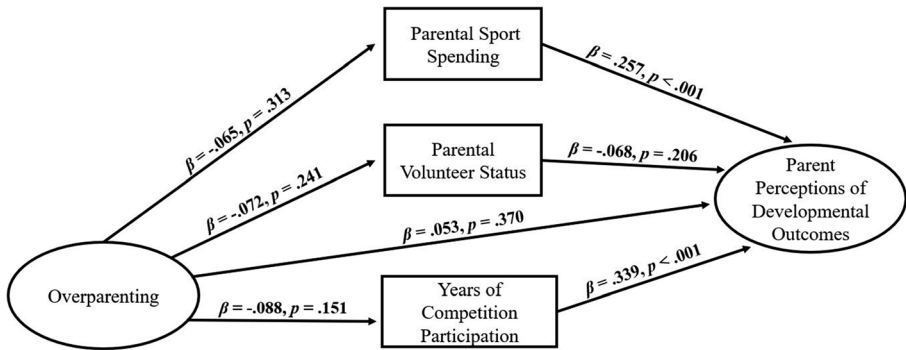 Parental Sport
Spending
β = -.065, p = .313
β = .257, p < .001
Parental
Volunteer Status
β = -.072, p = .241
β = -.068, p = .206
Parent
Perceptions of
Developmental
Outcomes
β = .053, p = .370
Overparenting
β = -.088, p = .151
Years of
Competition
Participation
β = .339, p < .001